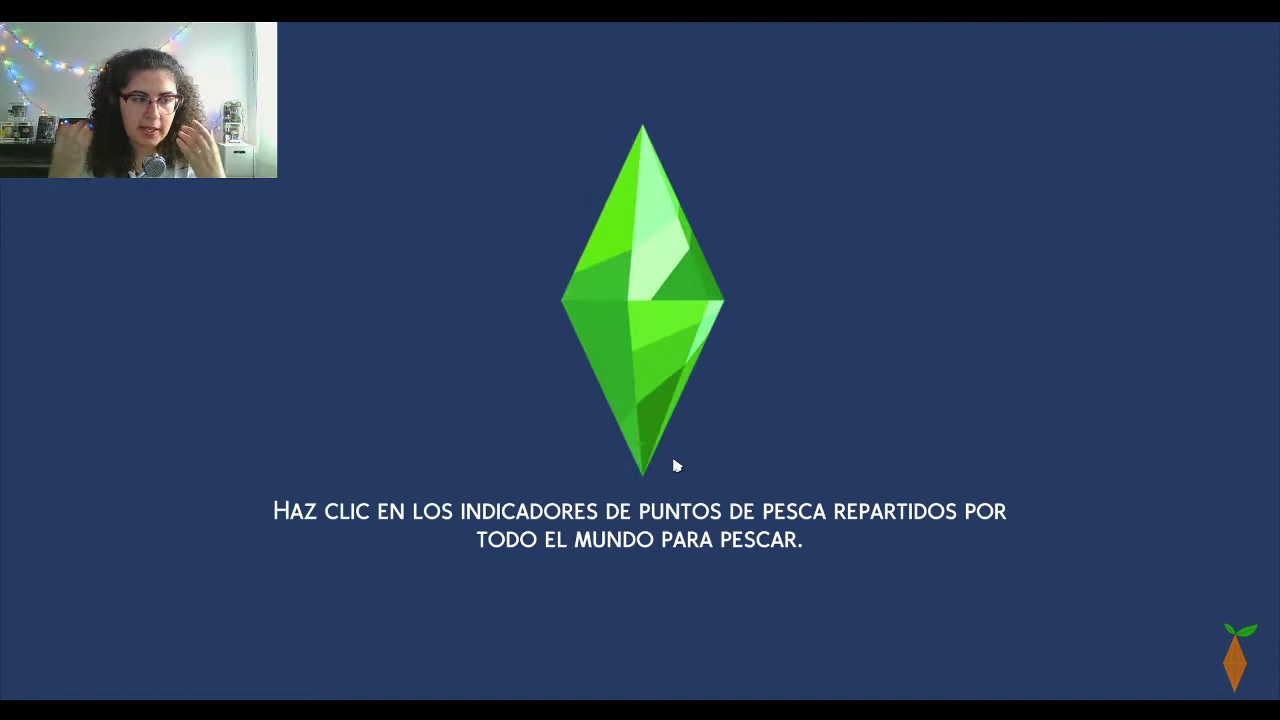 Haz clic en los indicadores de puntos de pesca repartidos por
todo el mundo para pescar.